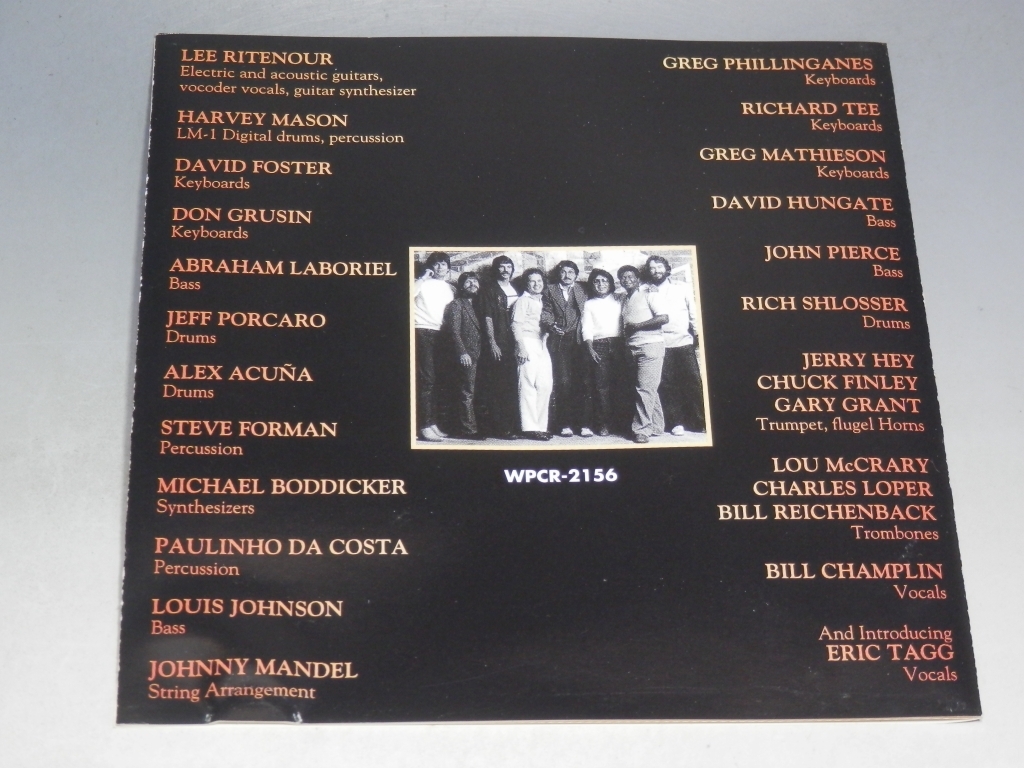 LEE RITENOUR
Electric and acoustic guitars,
vocoder vocals, guitar synthesizer
HARVEY MASON
LM-1 Digital drums, percussion
DAVID FOSTER
Keyboards
DON GRUSIN
Keyboards
ABRAHAM LABORIEL
Bass
JEFF PORCARO
Drums
ALEX ACUÑA
Drums
STEVE FORMAN
Percussion
MICHAEL BODDICKER
Synthesizers
PAULINHO DA COSTA
Percussion
LOUIS JOHNSON
Bass
JOHNNY MANDEL
String Arrangement
WPCR-2156
GREG PHILLINGANES
Keyboards
RICHARD TEE
Keyboards
GREG MATHIESON
Keyboards
DAVID HUNGATE
Bass
JOHN PIERCE
Bass
RICH SHLOSSER
Drums
JERRY HEY
CHUCK FINLEY
GARY GRANT
Trumpet, flugel Horns
LOU McCRARY
CHARLES LOPER
BILL REICHENBACK
Trombones
BILL CHAMPLIN
Vocals
And Introducing
ERIC TAGG
Vocals